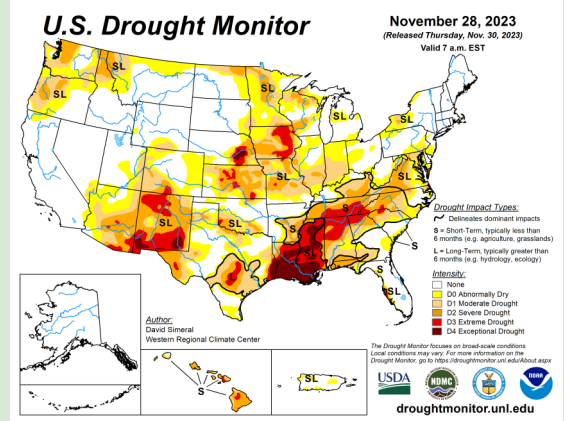 U.S. Drought Monitor
November 28, 2023
(Released Thursday, Nov. 30, 2023)
Valid 7 a.m. EST
SL
SL
SL
SL
SL
SL
SL
SL
SL
SL
S
S
SL
L
S
S
SL
S
SL
Drought Impact Types:
Delineates dominant impacts
S = Short-Term, typically less than
6 months (e.g. agriculture, grasslands)
L = Long-Term, typically greater than
6 months (e.g. hydrology, ecology)
Intensity:
None
D0 Abnormally Dry
D1 Moderate Drought
D2 Severe Drought
D3 Extreme Drought
D4 Exceptional Drought
Author:
David Simeral
Western Regional Climate Center
The Drought Monitor focuses on broad-scale conditions.
Local conditions may vary. For more information on the
Drought Monitor, go to https://droughtmonitor.unl.edu/About.aspx
USDA
NDMC
NOAA
droughtmonitor.unl.edu